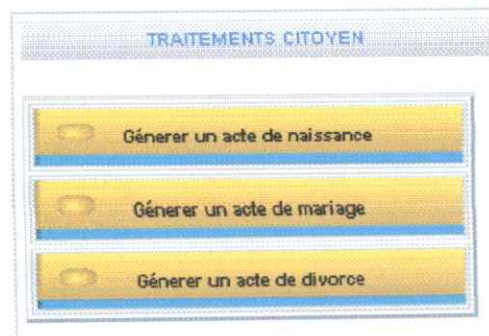 TRAITEMENTS CITOYEN
Génerer un acte de naissance
Génerer un acte de mariage
Génerer un acte de divorce